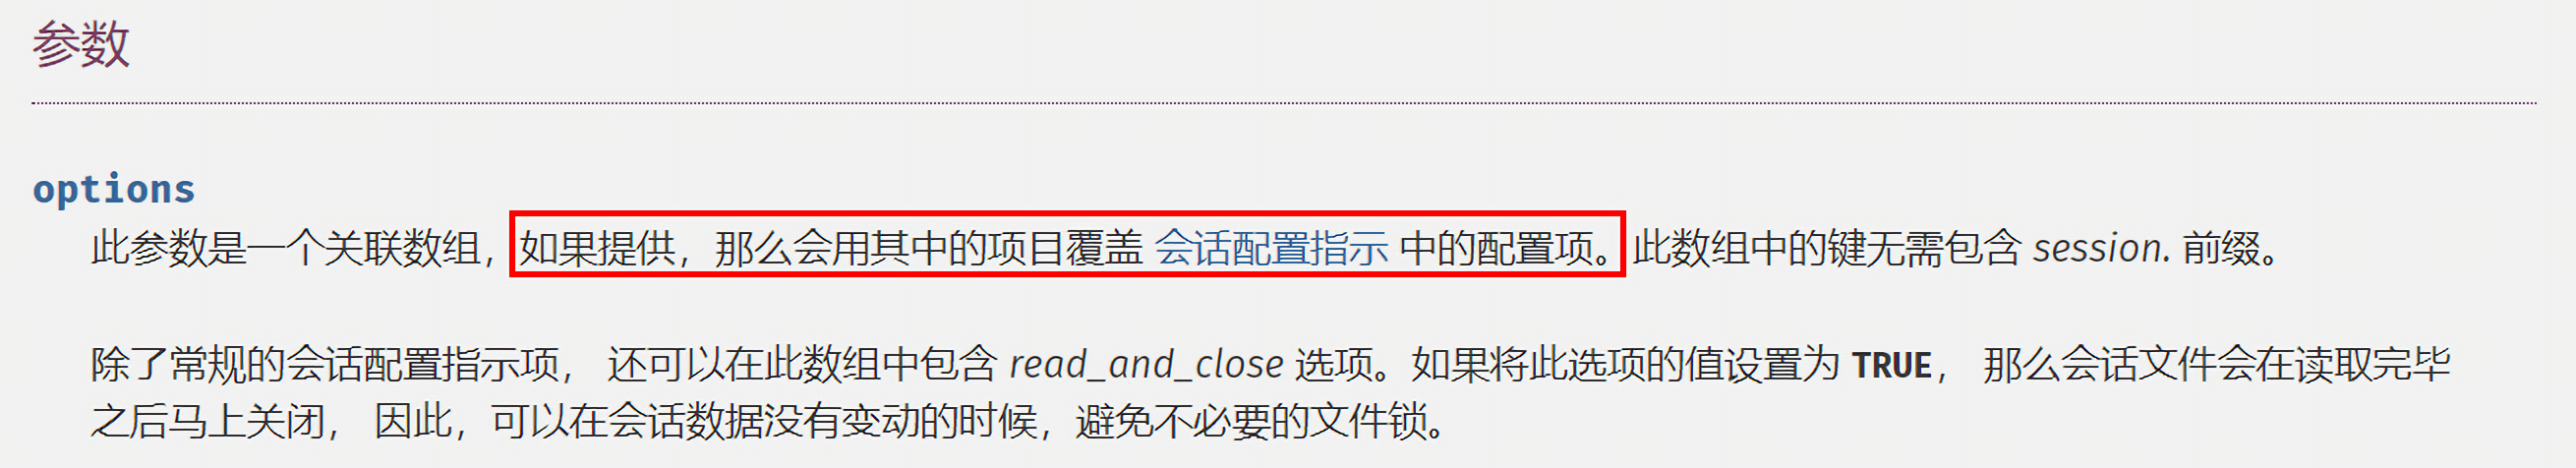 参数
options
此参数是一个关联数组，如果提供，那么会用其中的项目覆盖 会话配置指示 中的配置项。此数组中的键无需包含 session. 前缀。
除了常规的会话配置指示项， 还可以在此数组中包含 read_and_close 选项。如果将此选项的值设置为 TRUE， 那么会话文件会在读取完毕
之后马上关闭， 因此，可以在会话数据没有变动的时候，避免不必要的文件锁。